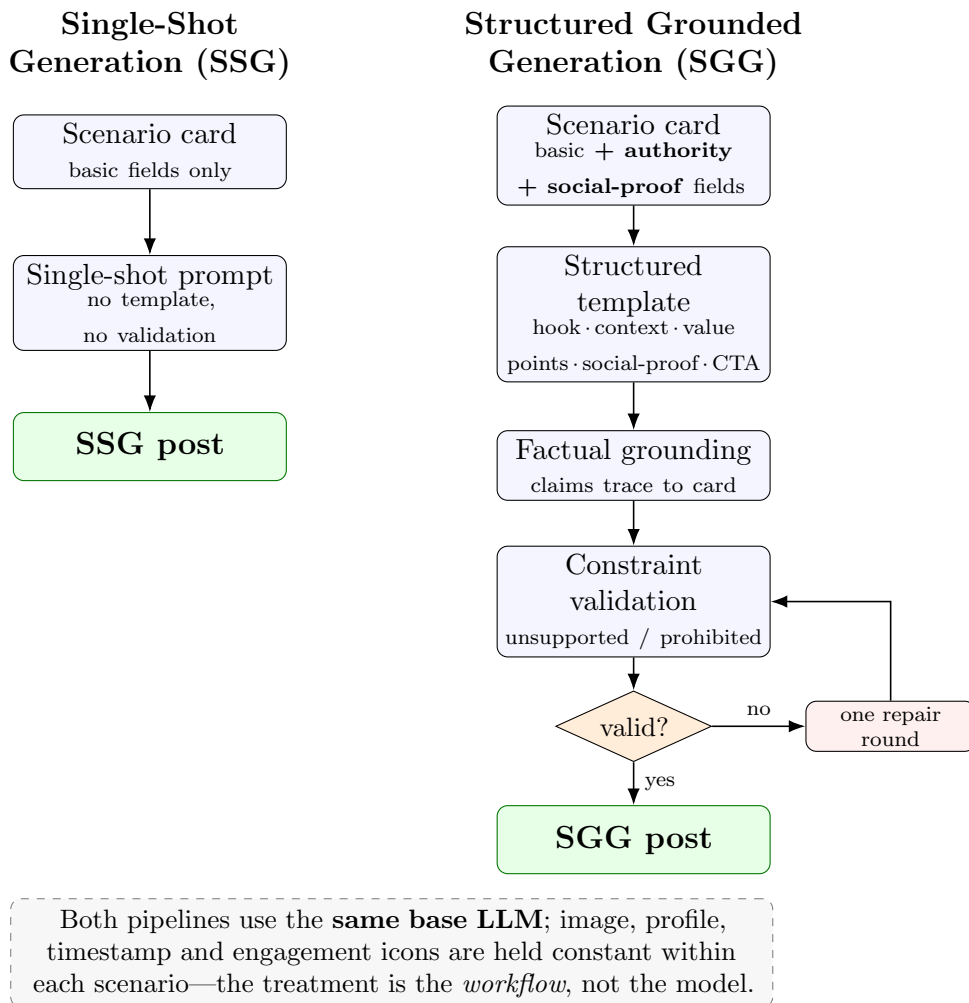 Single-Shot
Generation (SSG)
Scenario card
basic fields only
Single-shot prompt
no template,
no validation
SSG post
Structured Grounded
Generation (SGG)
Scenario card
basic + authority
+ social-proof fields
Structured
template
hook · context · value
points · social-proof · CTA
Factual grounding
claims trace to card
Constraint
validation
unsupported / prohibited
valid?
no
one repair
round
yes
SGG post
Both pipelines use the same base LLM; image, profile,
timestamp and engagement icons are held constant within
each scenario—the treatment is the workflow, not the model.